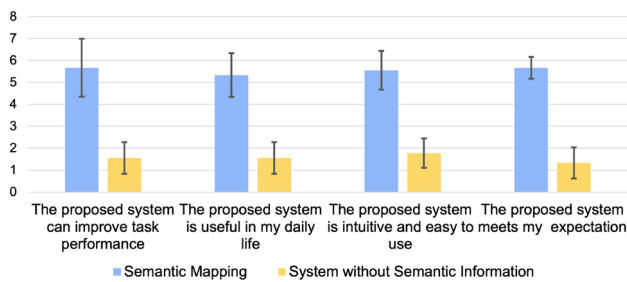 8
7
6
5
4
3
2
1
0
The proposed system
can improve task
performance
The proposed system
is useful in my daily
life
The proposed system
is intuitive and easy to
use
The proposed system
meets my expectation
Semantic Mapping
System without Semantic Information